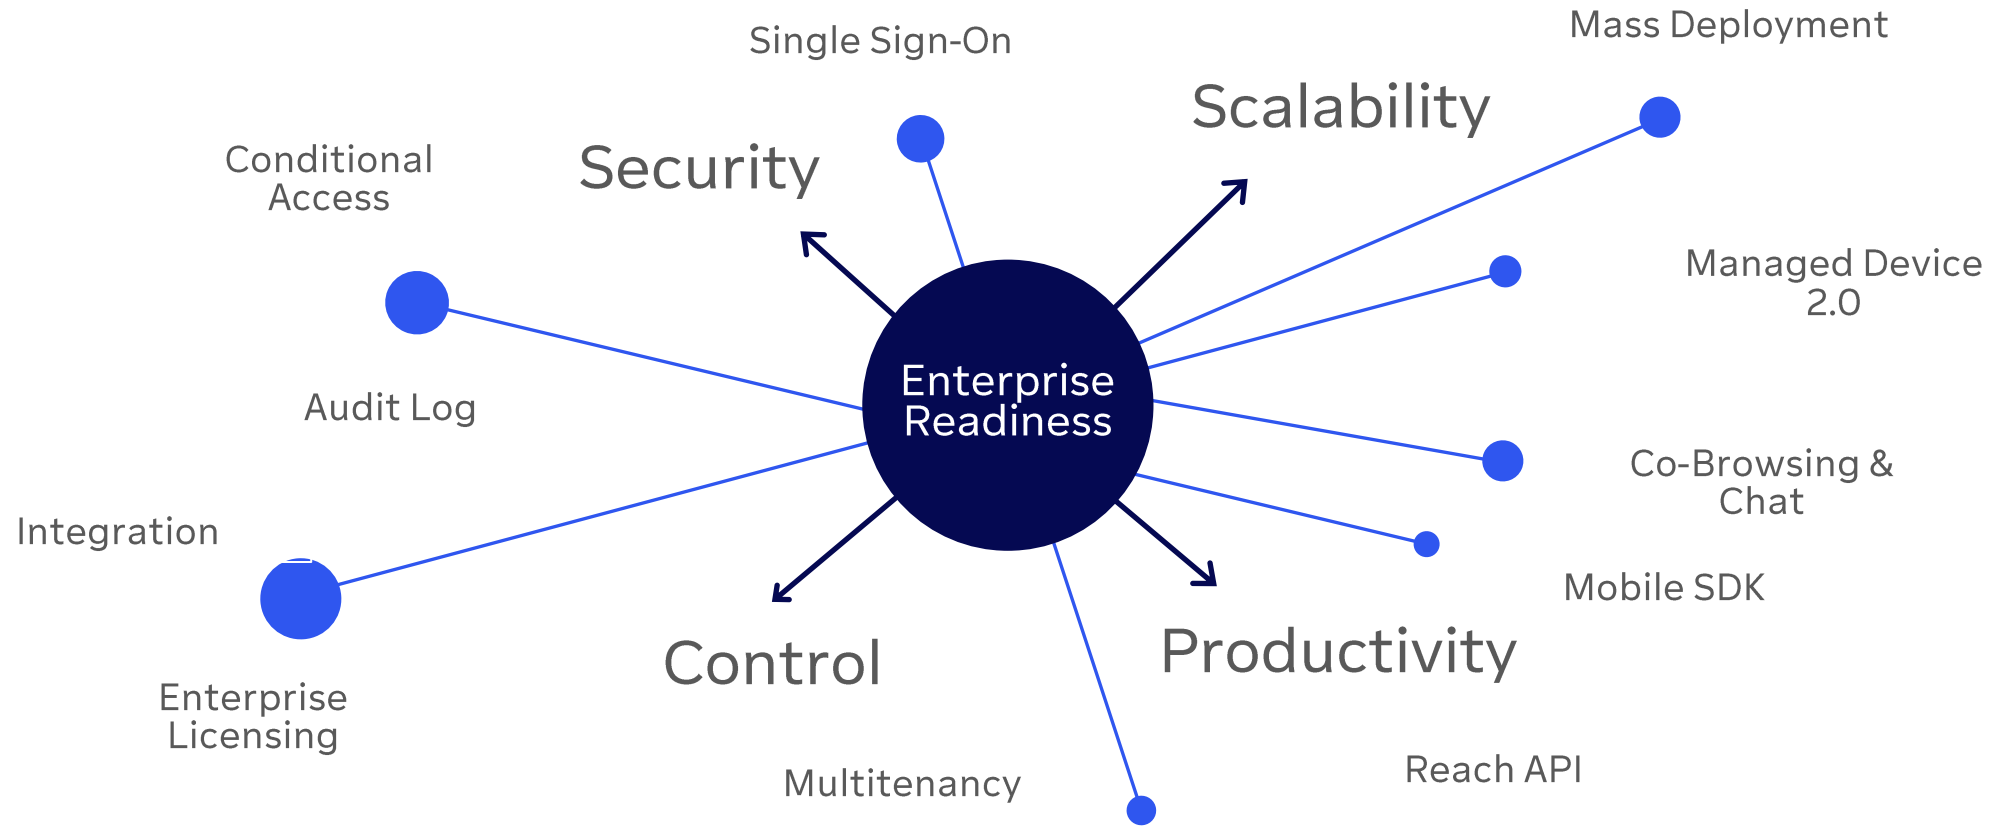 Mass Deployment
Single Sign-On
Scalability
Security
Conditional
Access
Managed Device
2.0
Enterprise
Readiness
Audit Log
Co-Browsing &
Chat
Integration
Mobile SDK
Control
Productivity
Enterprise
Licensing
Multitenancy
Reach API